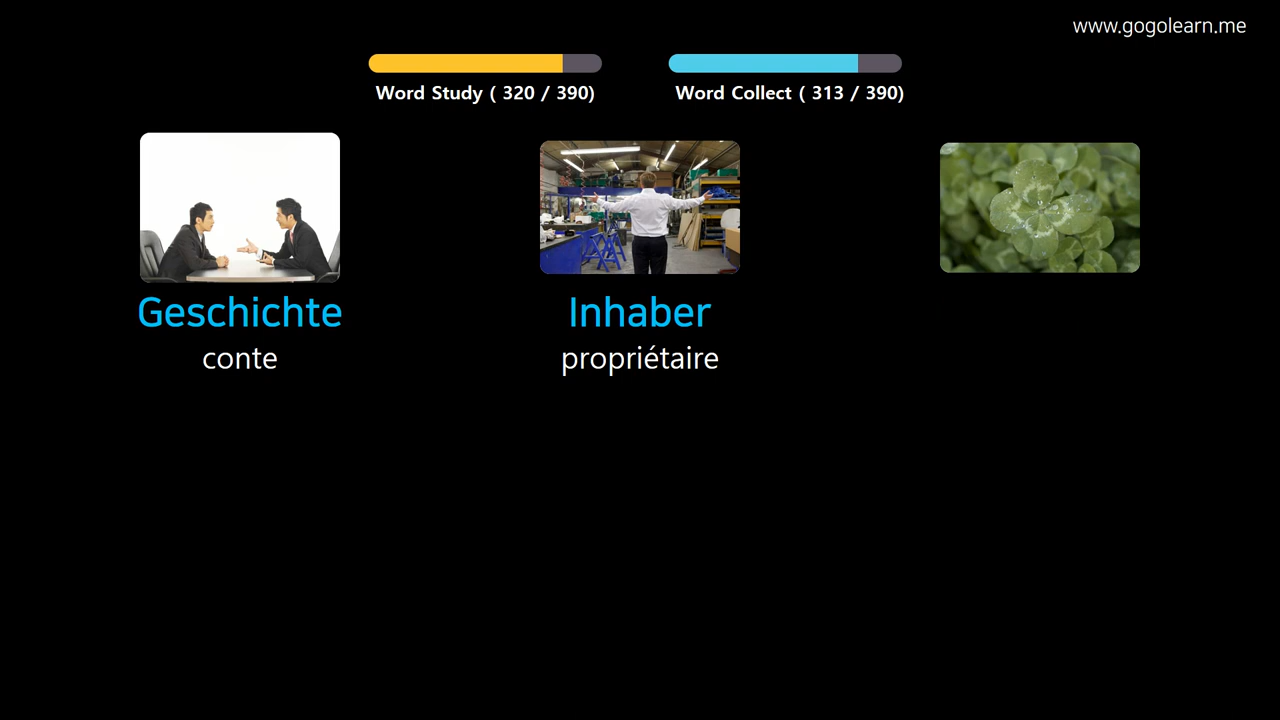 www.gogolearn.me
Word Study ( 320 / 390)
Word Collect ( 313 / 390)
Geschichte
conte
Inhaber
propriétaire